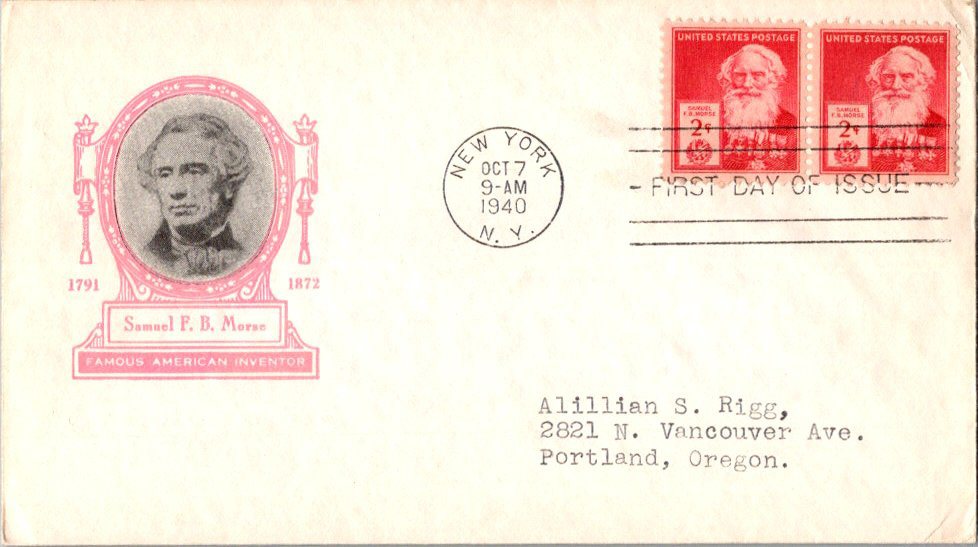 UNITED STATES POSTAGE
SAMUEL
F.B.MORSE
2¢
UNITED STATES POSTAGE
SAMUEL
F.B.MORSE
2¢
NEW YORK
OCT 7
9-AM
1940
N. Y.
FIRST DAY OF ISSUE
1791 1872
Samuel F. B. Morse
FAMOUS AMERICAN INVENTOR
Alillian S. Rigg,
2821 N. Vancouver Ave.
Portland, Oregon.